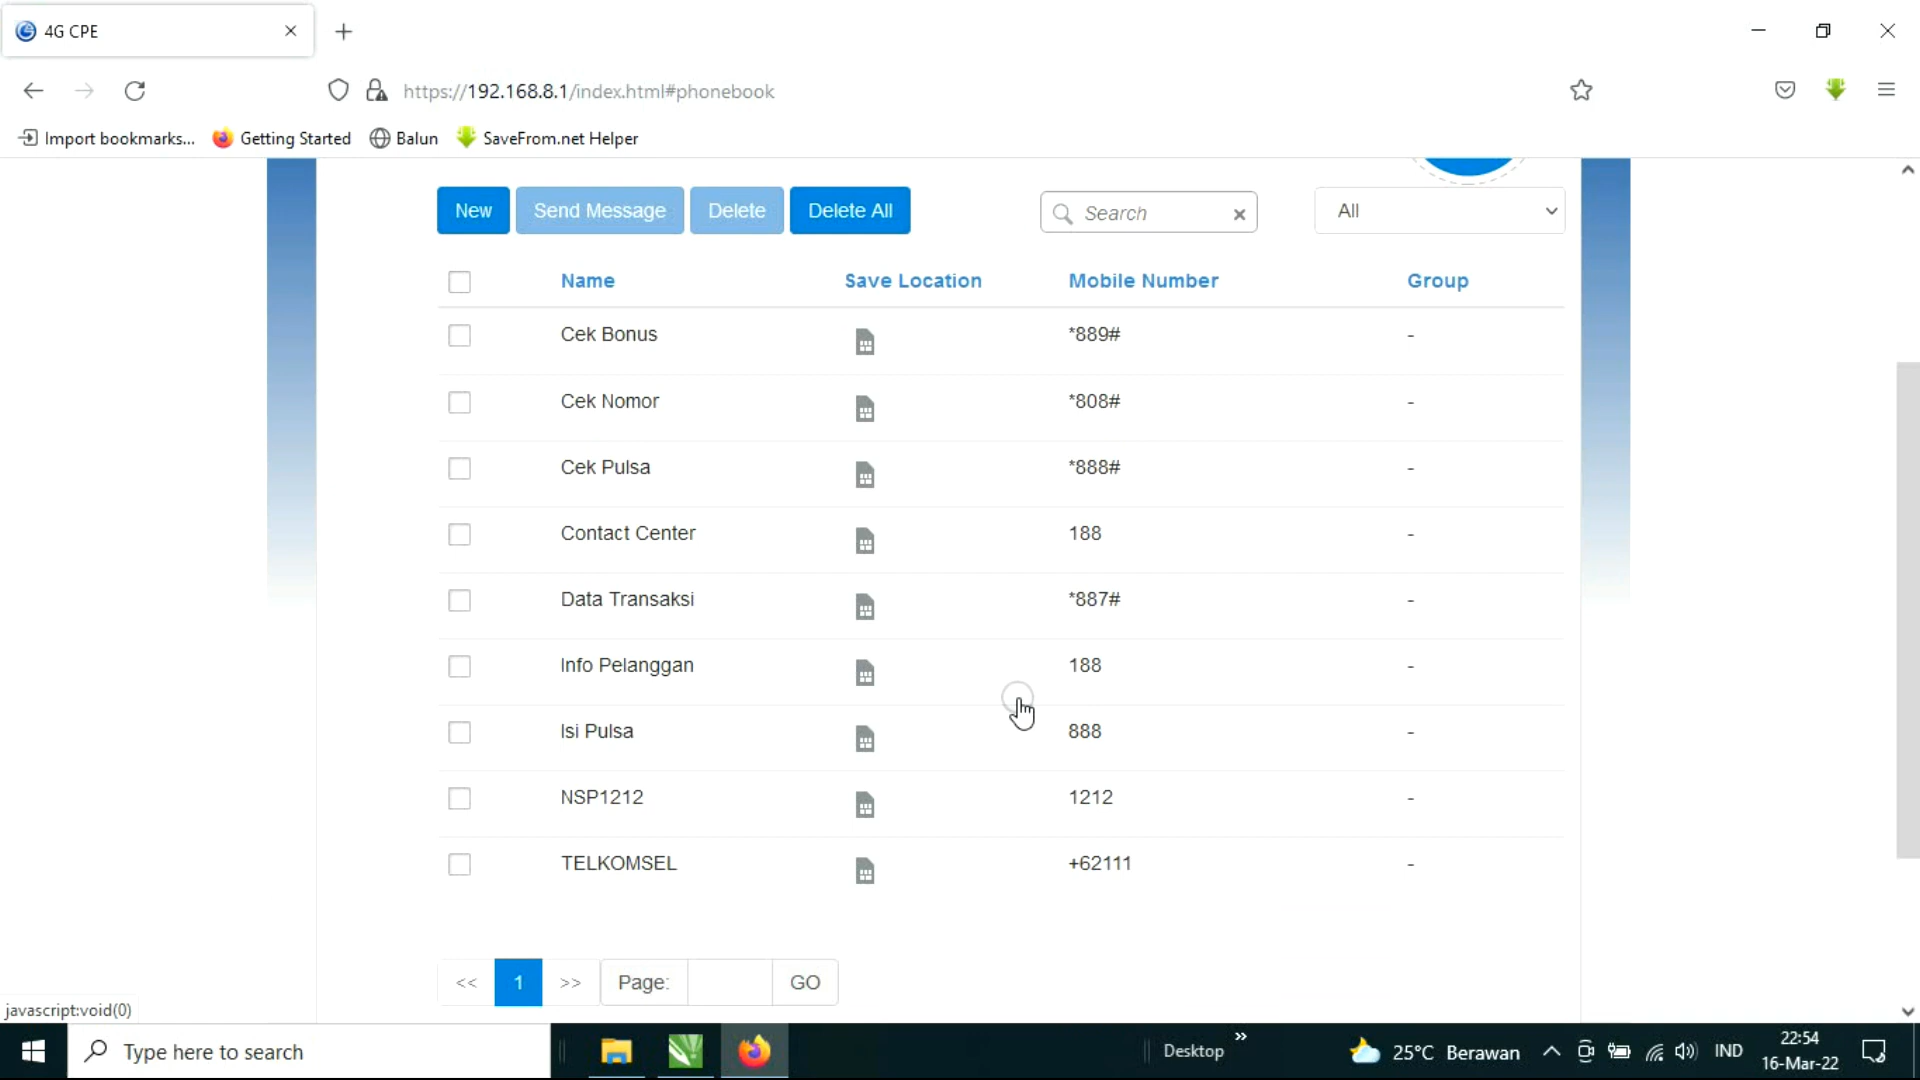 4G CPE
https://192.168.8.1/index.html#phonebook
Import bookmarks... Getting Started Balun SaveFrom.net Helper
New Send Message Delete Delete All Search All
Name Save Location Mobile Number Group
Cek Bonus *889# -
Cek Nomor *808# -
Cek Pulsa *888# -
Contact Center 188 -
Data Transaksi *887# -
Info Pelanggan 188 -
Isi Pulsa 888 -
NSP1212 1212 -
TELKOMSEL +62111 -
<< 1 >> Page: GO
javascript:void(0)
Type here to search Desktop » 25°C Berawan IND 22:54
16-Mar-22